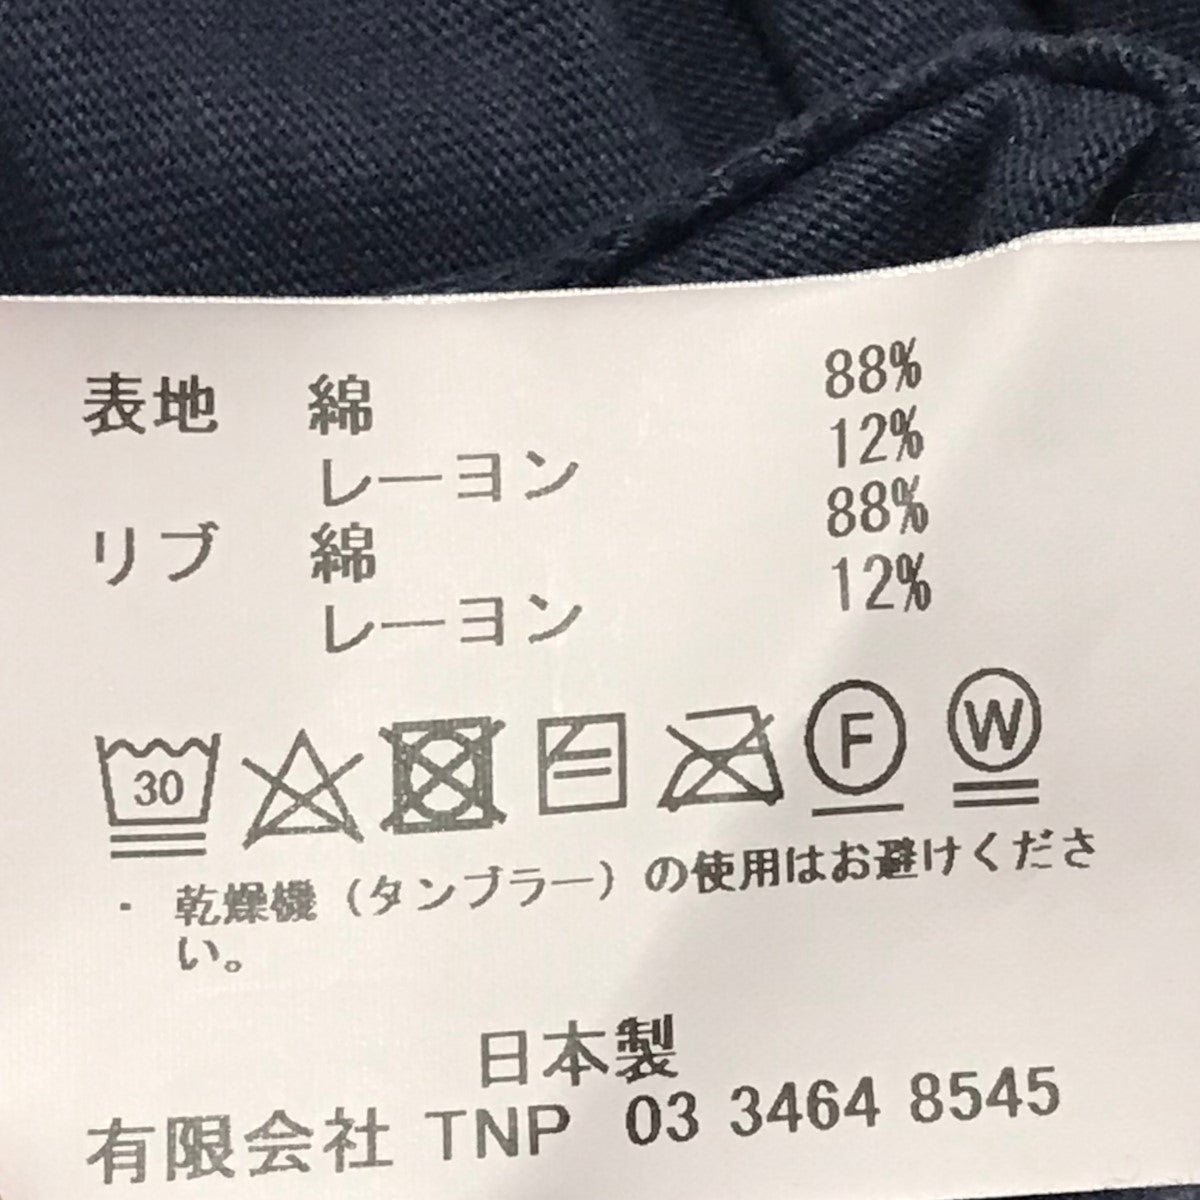 表地 綿 88%
レーヨン 12%
リブ 綿 88%
レーヨン 12%
30 F W
・ 乾燥機（タンブラー）の使用はお避けくださ
い。
日本製
有限会社 TNP 03 3464 8545